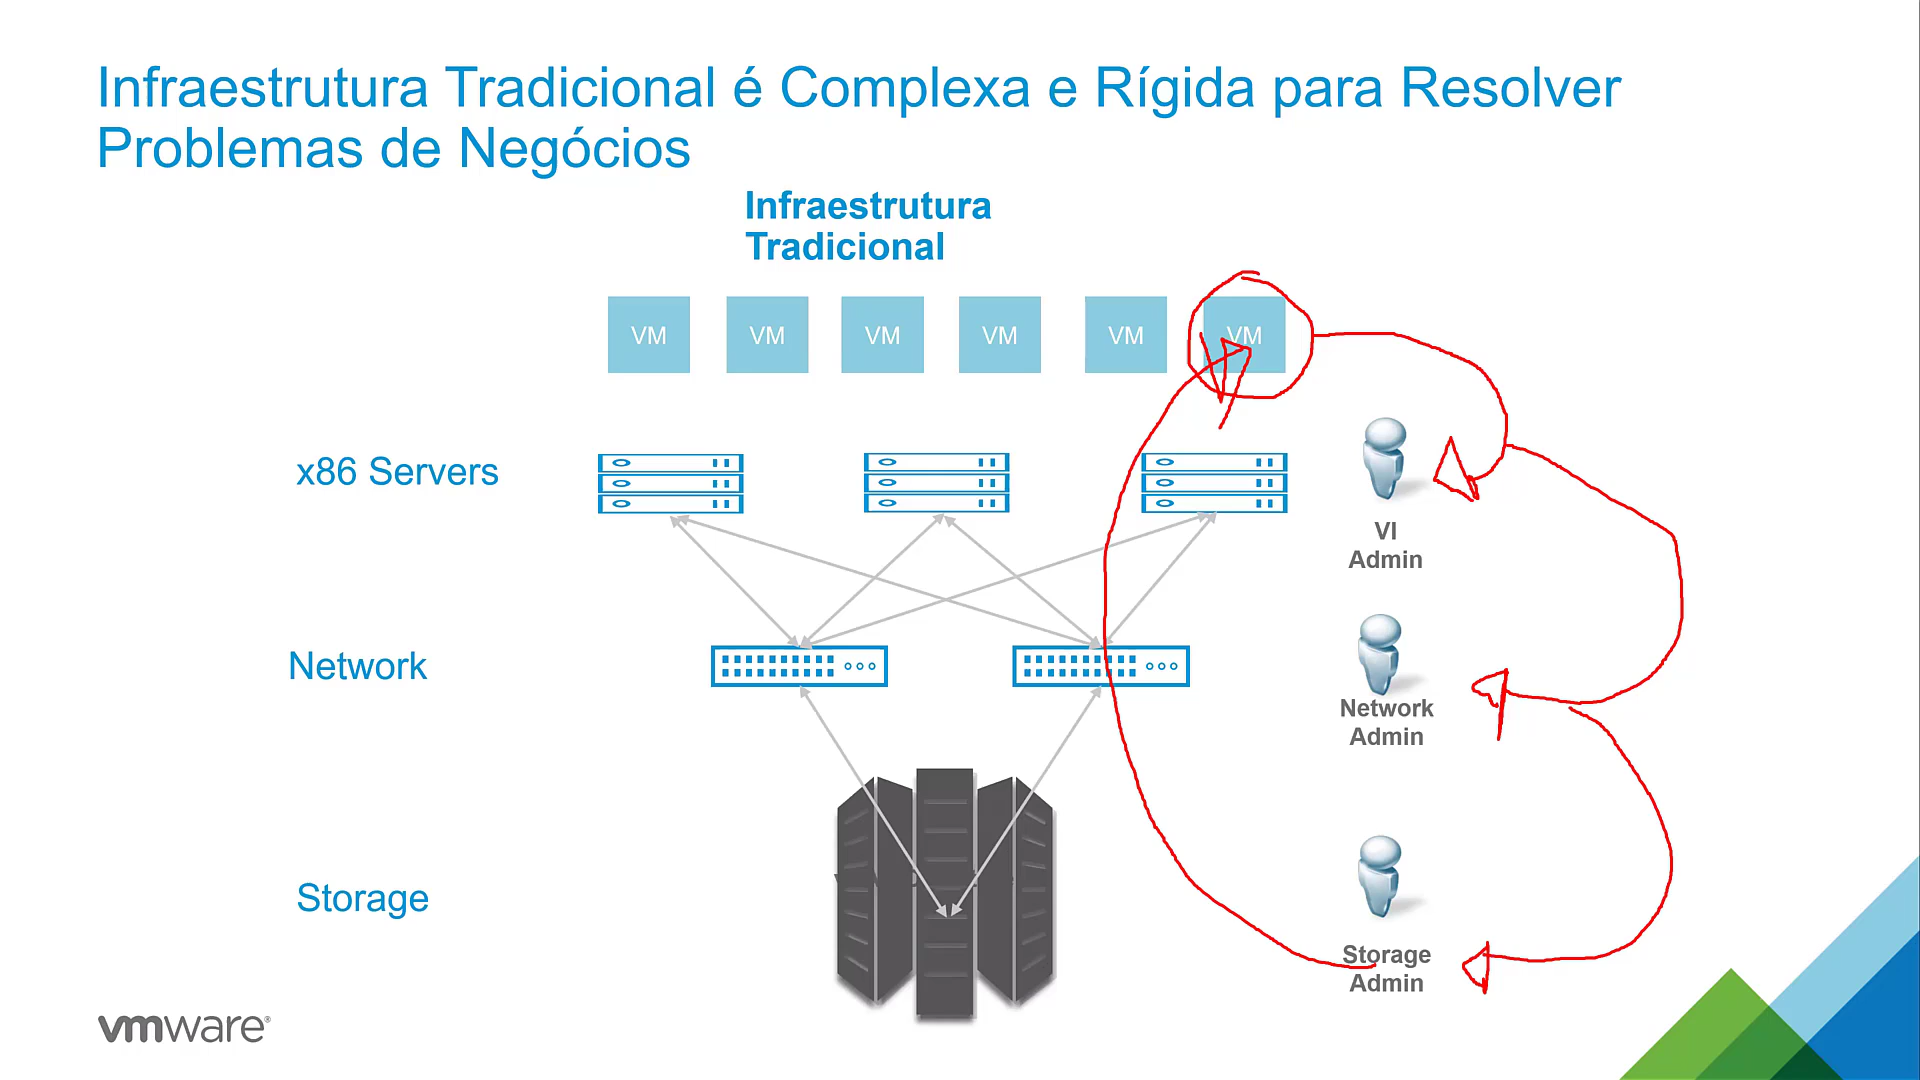 Infraestrutura Tradicional é Complexa e Rígida para Resolver
Problemas de Negócios
Infraestrutura
Tradicional
VM VM VM VM VM VM
x86 Servers
VI
Admin
Network
Network
Admin
Storage
Storage
Admin
vmware®